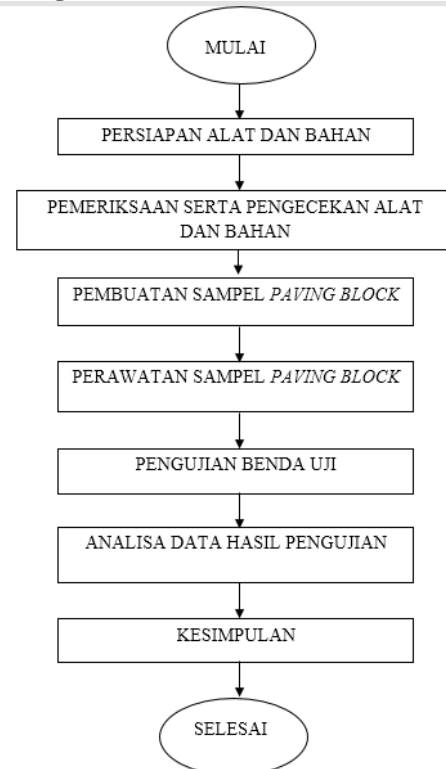 MULAI
PERSIAPAN ALAT DAN BAHAN
PEMERIKSAAN SERTA PENGECEKAN ALAT
DAN BAHAN
PEMBUATAN SAMPEL PAVING BLOCK
PERAWATAN SAMPEL PAVING BLOCK
PENGUJIAN BENDA UJI
ANALISA DATA HASIL PENGUJIAN
KESIMPULAN
SELESAI